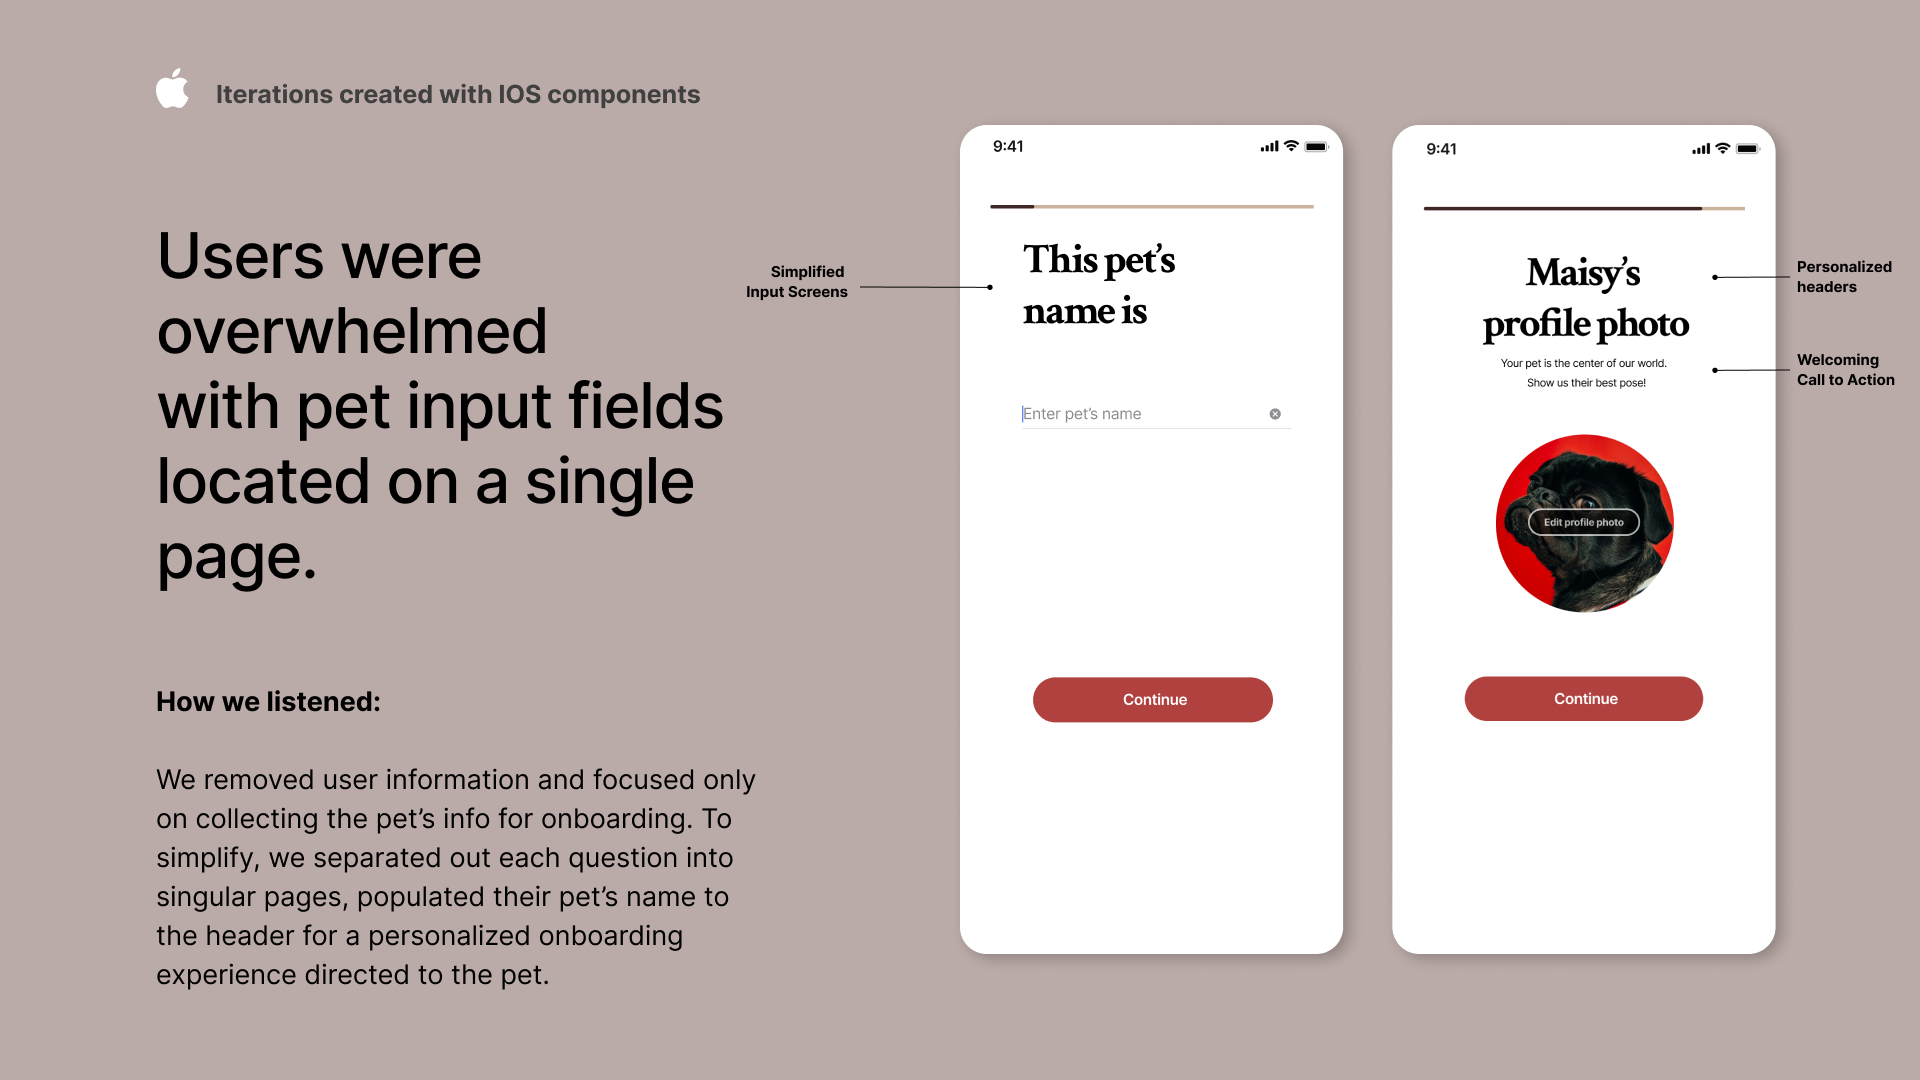 Iterations created with IOS components
Users were
overwhelmed
with pet input fields
located on a single
page.
How we listened:
We removed user information and focused only
on collecting the pet’s info for onboarding. To
simplify, we separated out each question into
singular pages, populated their pet’s name to
the header for a personalized onboarding
experience directed to the pet.
Simplified
Input Screens
9:41
This pet’s
name is
Enter pet’s name
Continue
9:41
Maisy’s
profile photo
Your pet is the center of our world.
Show us their best pose!
Edit profile photo
Continue
Personalized
headers
Welcoming
Call to Action